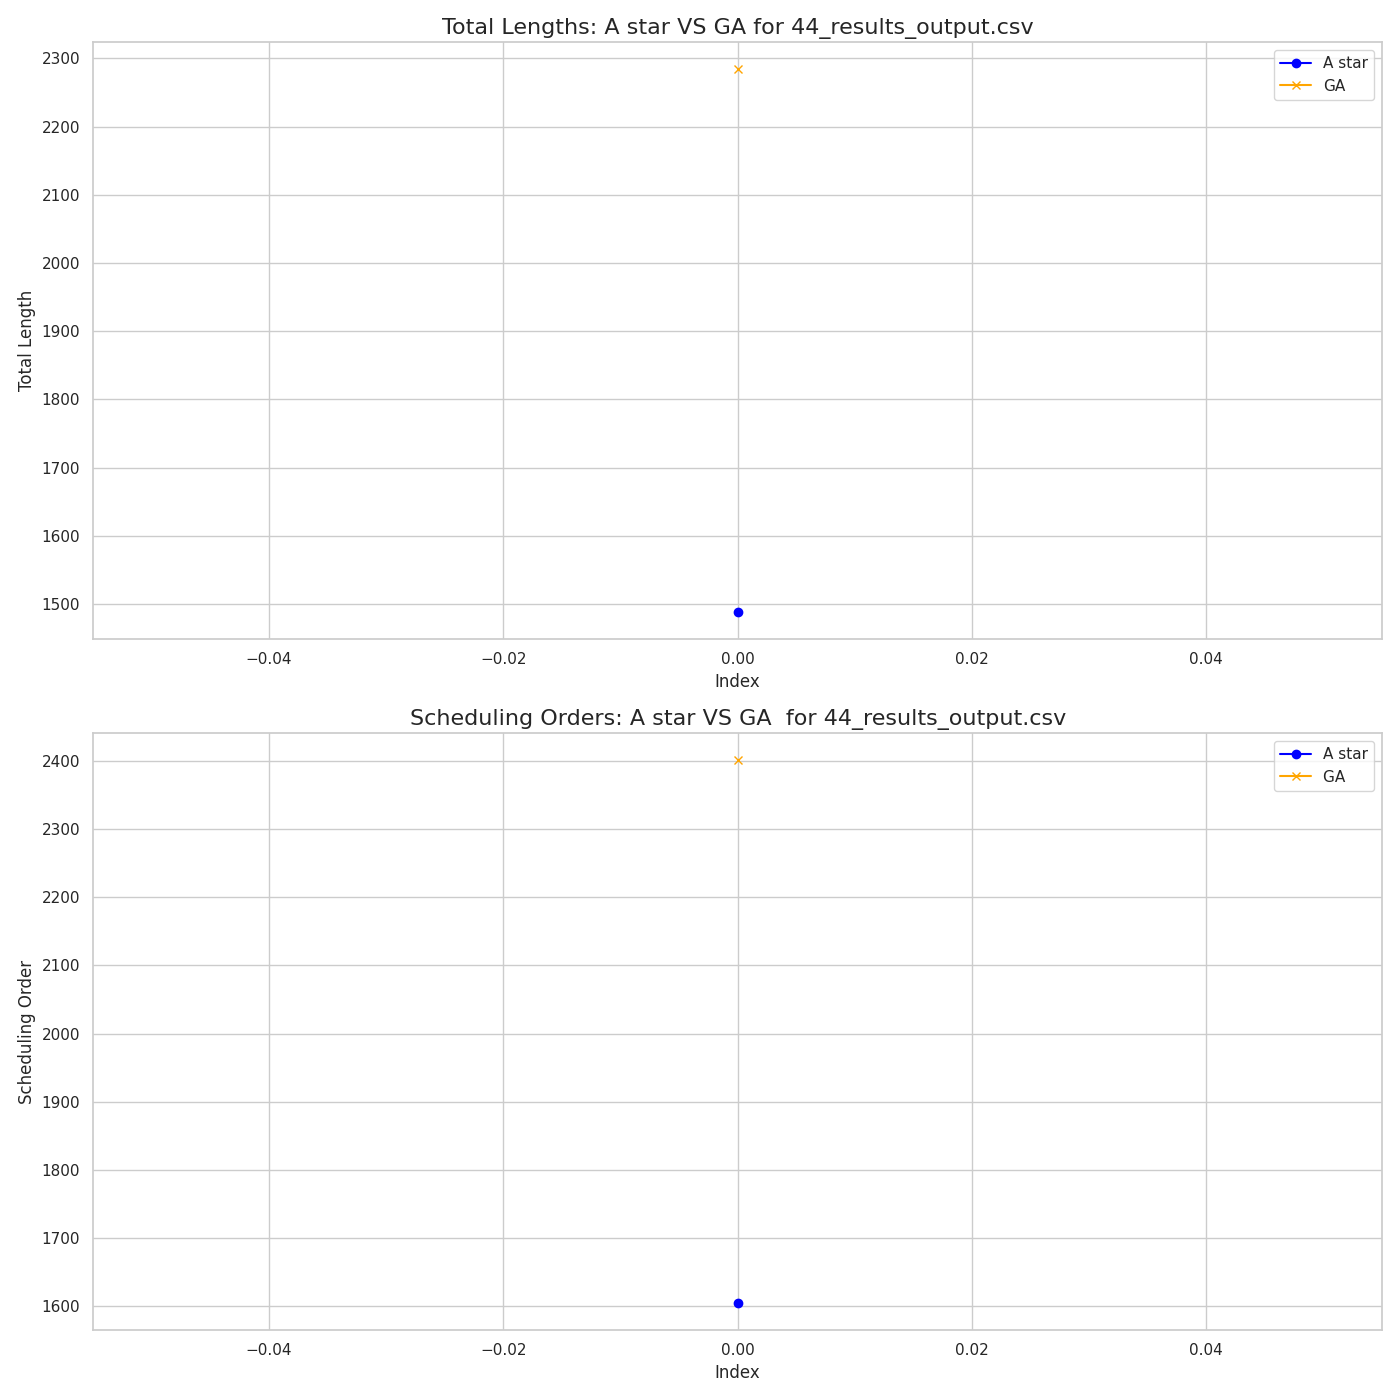 Total Lengths: A star VS GA for 44_results_output.csv
2300
2200
2100
2000
1900
1800
1700
1600
1500
Total Length
A star
GA
−0.04 −0.02 0.00 0.02 0.04
Index
Scheduling Orders: A star VS GA  for 44_results_output.csv
2400
2300
2200
2100
2000
1900
1800
1700
1600
Scheduling Order
A star
GA
−0.04 −0.02 0.00 0.02 0.04
Index